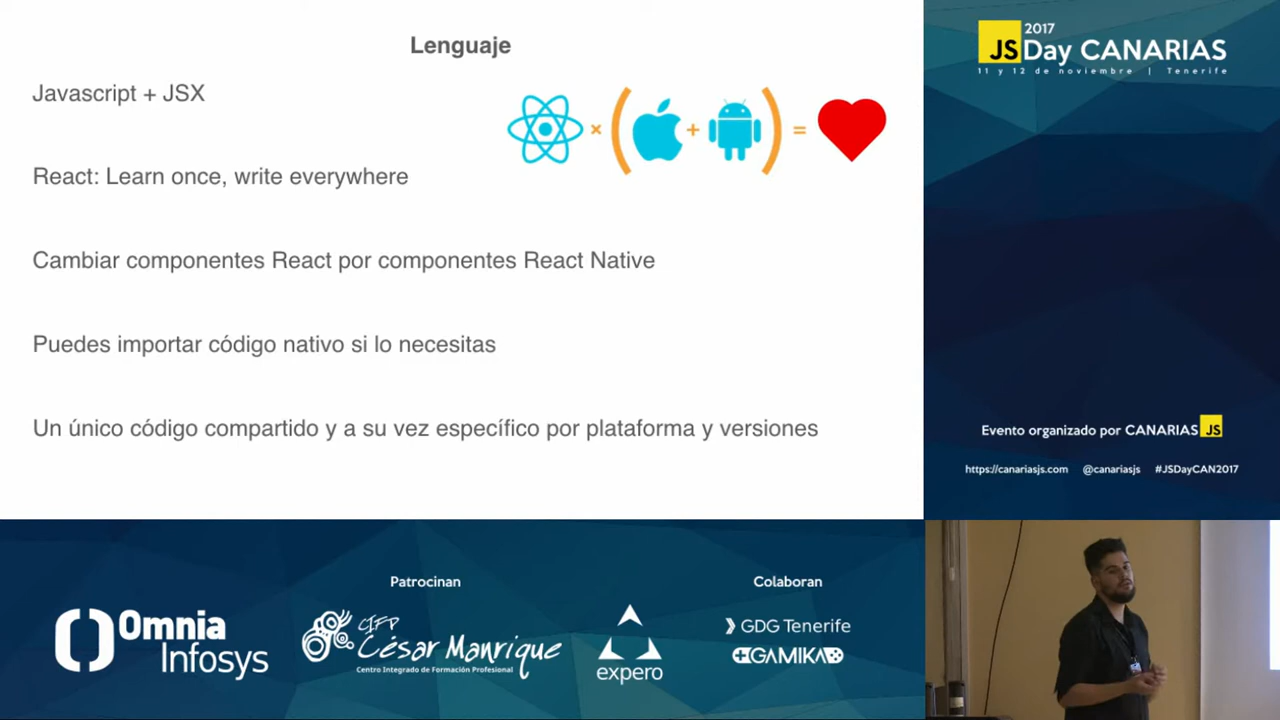 Lenguaje
Javascript + JSX
React: Learn once, write everywhere
Cambiar componentes React por componentes React Native
Puedes importar código nativo si lo necesitas
Un único código compartido y a su vez específico por plataforma y versiones
2017
JS Day CANARIAS
11 y 12 de noviembre | Tenerife
Evento organizado por CANARIAS JS
https://canariasjs.com @canariasjs #JSDayCAN2017
Patrocinan
Omnia
Infosys
CIFP
César Manrique
Centro Integrado de Formación Profesional
expero
Colaboran
GDG Tenerife
GAMIKA